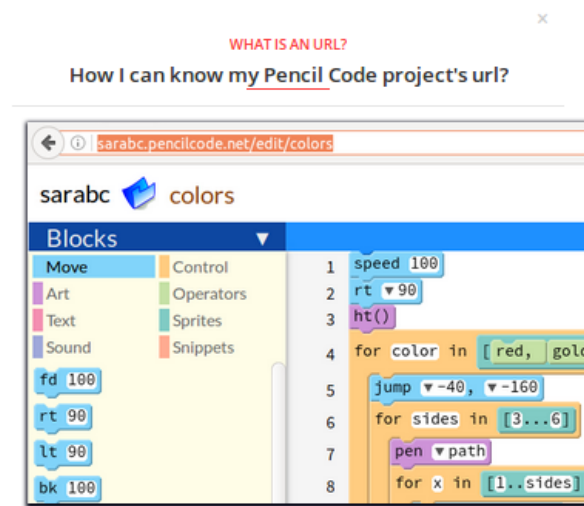 ×
WHAT IS AN URL?
How I can know my Pencil Code project's url?
sarabc.pencilcode.net/edit/colors
sarabc colors
Blocks ▼
Move Control
Art Operators
Text Sprites
Sound Snippets
fd 100
rt 90
lt 90
bk 100
1 speed 100
2 rt ▼90
3 ht()
4 for color in [red, gold
5 jump ▼-40, ▼-160
6 for sides in [3...6]
7 pen ▼path
8 for x in [1..sides]